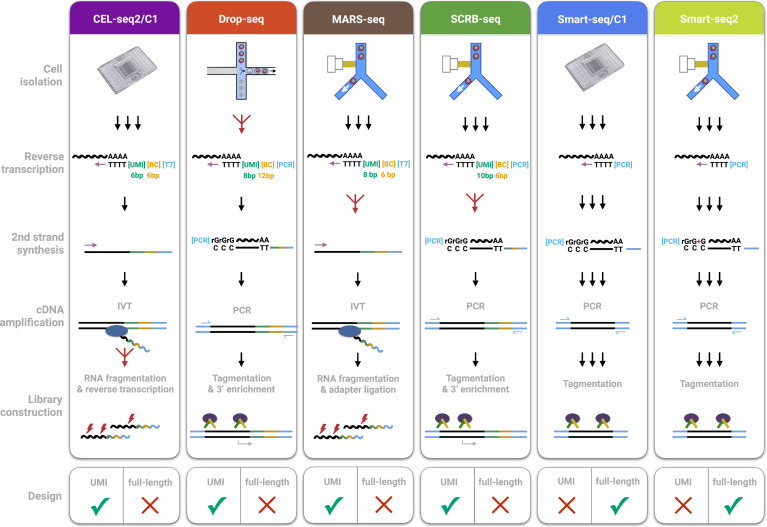 CEL-seq2/C1 Drop-seq MARS-seq SCRB-seq Smart-seq/C1 Smart-seq2
Cell
isolation
Reverse
transcription
AAAA AAAA AAAA AAAA AAAA AAAA
TTTT [UMI] [BC] [T7] TTTT [UMI] [BC] [PCR] TTTT [UMI] [BC] [T7] TTTT [UMI] [BC] [PCR] TTTT [PCR] TTTT [PCR]
6bp 6bp 8bp 12bp 8 bp 6 bp 10bp 6bp
2nd strand
synthesis
[PCR] rGrGrG AA [PCR] rGrGrG AA [PCR] rGrGrG AA [PCR] rGrG+G AA
C C C TT C C C TT C C C TT C C C TT
cDNA
amplification
IVT PCR IVT PCR PCR PCR
Library
construction
RNA fragmentation
& reverse transcription
Tagmentation
& 3’ enrichment
RNA fragmentation
& adapter ligation
Tagmentation
& 3’ enrichment
Tagmentation
Tagmentation
Design
UMI full-length UMI full-length UMI full-length UMI full-length UMI full-length UMI full-length